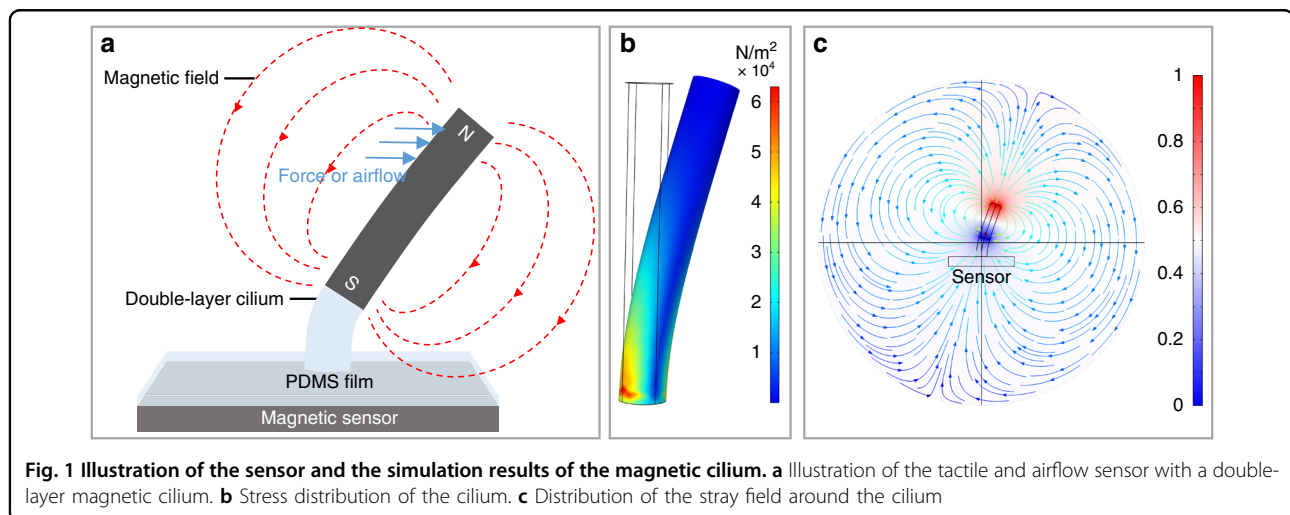 a
Magnetic field
N
Force or airflow
S
Double-layer cilium
PDMS film
Magnetic sensor
b
N/m²
× 10⁴
6
5
4
3
2
1
c
Sensor
1
0.8
0.6
0.4
0.2
0
Fig. 1 Illustration of the sensor and the simulation results of the magnetic cilium. a Illustration of the tactile and airflow sensor with a double-
layer magnetic cilium. b Stress distribution of the cilium. c Distribution of the stray field around the cilium